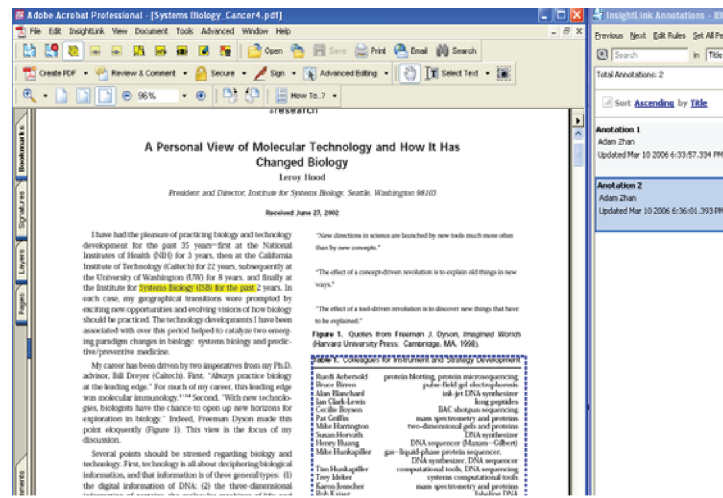 Adobe Acrobat Professional - [Systems Biology_Cancer4.pdf]
File Edit InsightLink View Document Tools Advanced Window Help
Open Save Print Email Search
Create PDF Review & Comment Secure Sign Advanced Editing Select Text
96% How To..?
Bookmarks
Signatures
Layers
Pages
research
A Personal View of Molecular Technology and How It Has
Changed Biology
Leroy Hood
President and Director, Institute for Systems Biology, Seattle, Washington 98103
Received June 27, 2002
I have had the pleasure of practicing biology and technology
development for the past 35 years—first at the National
Institutes of Health (NIH) for 3 years, then at the California
Institute of Technology (Caltech) for 22 years, subsequently at
the University of Washington (UW) for 8 years, and finally at
the Institute for Systems Biology (ISB) for the past 2 years. In
each case, my geographical transitions were prompted by
exciting new opportunities and evolving visions of how biology
should be practiced. The technology developments I have been
associated with over this period helped to catalyze two emerg-
ing paradigm changes in biology: systems biology and predic-
tive/preventive medicine.
My career has been driven by two imperatives from my Ph.D.
advisor, Bill Dreyer (Caltech). First, "Always practice biology
at the leading edge." For much of my career, this leading edge
was molecular immunology. Second, "With new technolo-
gies, biologists have the chance to open up new horizons for
exploration in biology." Indeed, Freeman Dyson made this
point eloquently (Figure 1). This view is the focus of my
discussion.
Several points should be stressed regarding biology and
technology. First, technology is all about deciphering biological
information, and that information is of three general types: (1)
the digital information of DNA: (2) the three-dimensional
"New directions in science are launched by new tools much more often
than by new concepts."
"The effect of a concept-driven revolution is to explain old things in new
ways."
"The effect of a tool-driven revolution is to discover new things that have
to be explained."
Figure 1. Quotes from Freeman J. Dyson, Imagined Worlds
(Harvard University Press: Cambridge, MA, 1998).
Table 1. Colleagues for Instrument and Strategy Development
Ruedi Aebersold protein blotting, protein microsequencing
Bruce Birren pulse-field gel electrophoresis
Alan Blanchard ink-jet DNA synthesizer
Ian Clark-Lewis long peptides
Cecilie Boysen BAC shotgun sequencing
Pat Griffin mass spectrometry and proteins
Mike Harrington two-dimensional gels and proteins
Susan Horvath DNA synthesizer
Henry Huang DNA sequencer (Maxam-Gilbert)
Mike Hunkapiller gas-liquid-phase protein sequencer,
DNA synthesizer, DNA sequencer
Tim Hunkapiller computational tools, DNA sequencing
Trey Ideker systems computational tools
Karen Jonscher mass spectrometry and proteins
Rob Kaiser labeling DNA
InsightLink Annotations
Previous Next Edit Rules Set All
Search in Title
Total Annotations: 2
Sort Ascending by Title
Anotation 1
Adam Zhan
Updated Mar 10 2006 6:33:57.334 PM
Anotation 2
Adam Zhan
Updated Mar 10 2006 6:36:01.393 PM